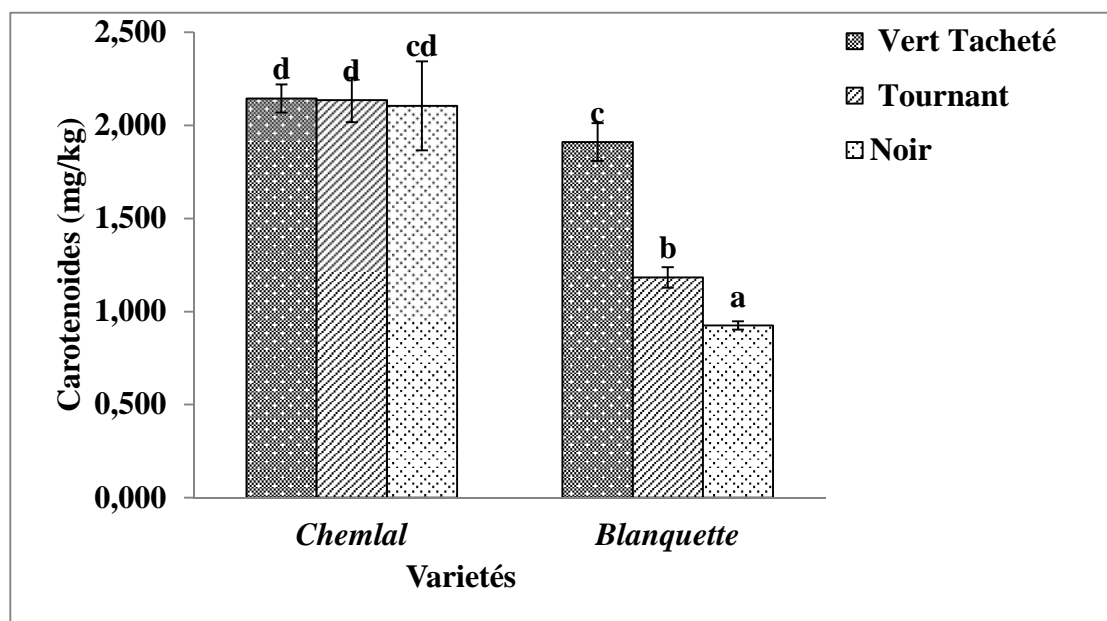 2,500
2,000
1,500
1,000
0,500
0,000
Carotenoides (mg/kg)
d
d
cd
c
b
a
Vert Tacheté
Tournant
Noir
Chemlal
Blanquette
Varietés